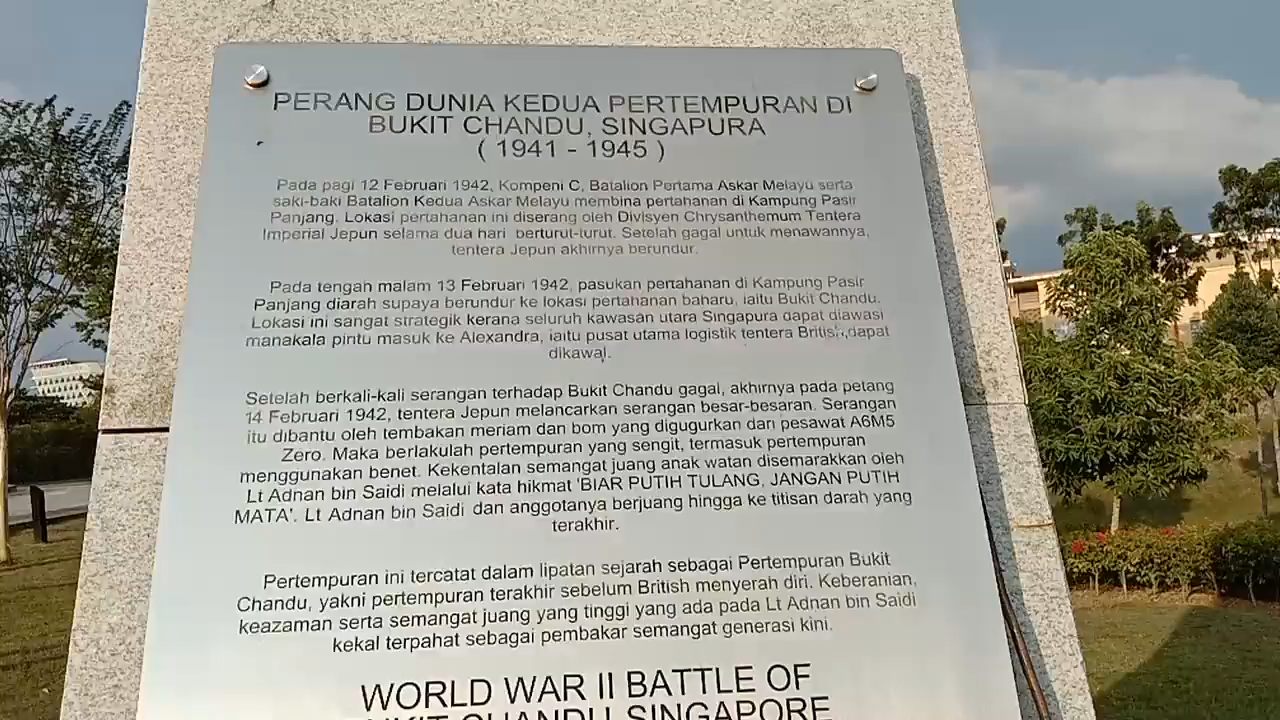 PERANG DUNIA KEDUA PERTEMPURAN DI
BUKIT CHANDU, SINGAPURA
( 1941 - 1945 )
Pada pagi 12 Februari 1942, Kompeni C, Batalion Pertama Askar Melayu serta
saki-baki Batalion Kedua Askar Melayu membina pertahanan di Kampung Pasir
Panjang. Lokasi pertahanan ini diserang oleh Divisyen Chrysanthemum Tentera
Imperial Jepun selama dua hari berturut-turut. Setelah gagal untuk menawannya,
tentera Jepun akhirnya berundur.
Pada tengah malam 13 Februari 1942, pasukan pertahanan di Kampung Pasir
Panjang diarah supaya berundur ke lokasi pertahanan baharu, iaitu Bukit Chandu.
Lokasi ini sangat strategik kerana seluruh kawasan utara Singapura dapat diawasi
manakala pintu masuk ke Alexandra, iaitu pusat utama logistik tentera British,dapat
dikawal.
Setelah berkali-kali serangan terhadap Bukit Chandu gagal, akhirnya pada petang
14 Februari 1942, tentera Jepun melancarkan serangan besar-besaran. Serangan
itu dibantu oleh tembakan meriam dan bom yang digugurkan dari pesawat A6M5
Zero. Maka berlakulah pertempuran yang sengit, termasuk pertempuran
menggunakan benet. Kekentalan semangat juang anak watan disemarakkan oleh
Lt Adnan bin Saidi melalui kata hikmat 'BIAR PUTIH TULANG, JANGAN PUTIH
MATA'. Lt Adnan bin Saidi dan anggotanya berjuang hingga ke titisan darah yang
terakhir.
Pertempuran ini tercatat dalam lipatan sejarah sebagai Pertempuran Bukit
Chandu, yakni pertempuran terakhir sebelum British menyerah diri. Keberanian,
keazaman serta semangat juang yang tinggi yang ada pada Lt Adnan bin Saidi
kekal terpahat sebagai pembakar semangat generasi kini.
WORLD WAR II BATTLE OF
BUKIT CHANDU, SINGAPORE